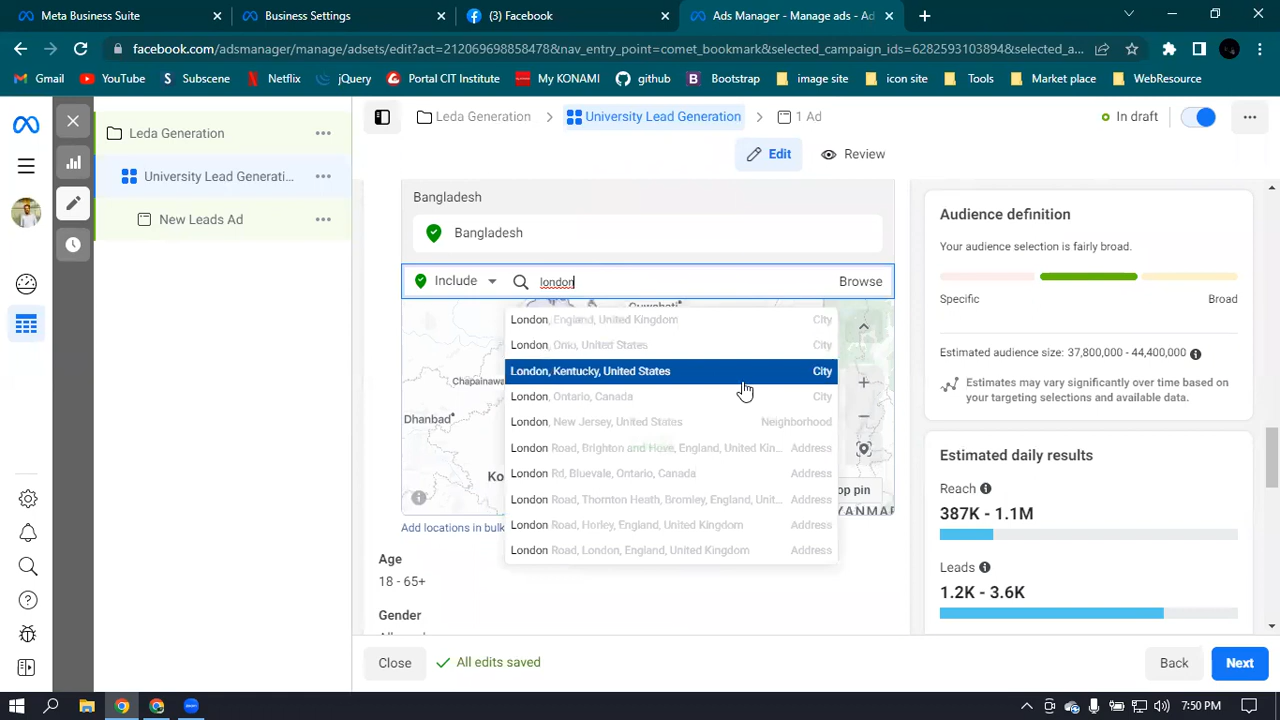 Meta Business Suite
Business Settings
(3) Facebook
Ads Manager - Manage ads - Ad
facebook.com/adsmanager/manage/adsets/edit?act=212069698858478&nav_entry_point=comet_bookmark&selected_campaign_ids=6282593103894&selected_a...
Gmail
YouTube
Subscene
Netflix
jQuery
Portal CIT Institute
My KONAMI
github
Bootstrap
image site
icon site
Tools
Market place
WebResource
Leda Generation
University Lead Generati...
New Leads Ad
Leda Generation
University Lead Generation
1 Ad
In draft
Edit
Review
Bangladesh
Bangladesh
Include
london
Browse
London, England, United Kingdom City
London, Ohio, United States City
London, Kentucky, United States City
London, Ontario, Canada City
London, New Jersey, United States Neighborhood
London Road, Brighton and Hove, England, United Kin... Address
London Rd, Bluevale, Ontario, Canada Address
London Road, Thornton Heath, Bromley, England, Unit... Address
London Road, Horley, England, United Kingdom Address
London Road, London, England, United Kingdom Address
Guwahati
Dhanbad
op pin
YANMAR
Add locations in bulk
Age
18 - 65+
Gender
Audience definition
Your audience selection is fairly broad.
Specific
Broad
Estimated audience size: 37,800,000 - 44,400,000
Estimates may vary significantly over time based on
your targeting selections and available data.
Estimated daily results
Reach
387K - 1.1M
Leads
1.2K - 3.6K
Close
All edits saved
Back
Next
7:50 PM